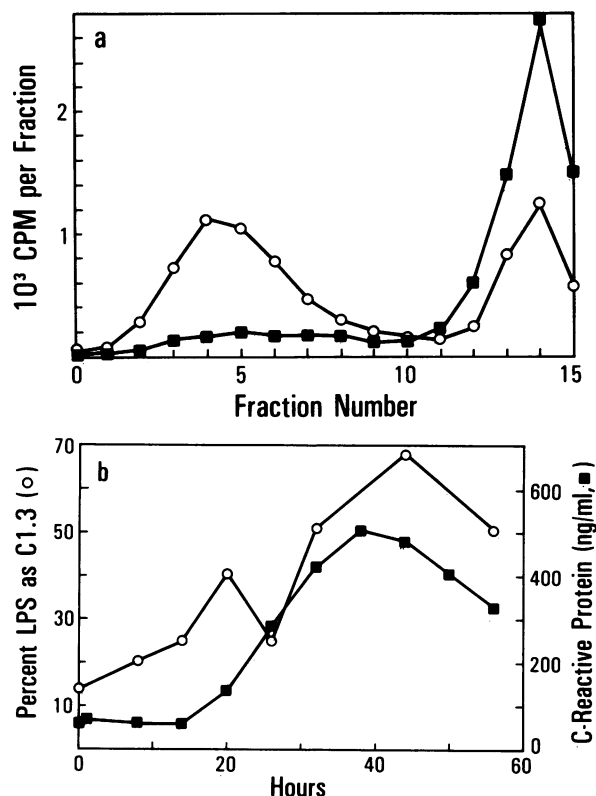 a
10³ CPM per Fraction
2
1
0
5
10
15
Fraction Number
b
Percent LPS as C1.3 (○)
70
50
30
10
C-Reactive Protein (ng/ml,■)
600
400
200
0
0
20
40
60
Hours